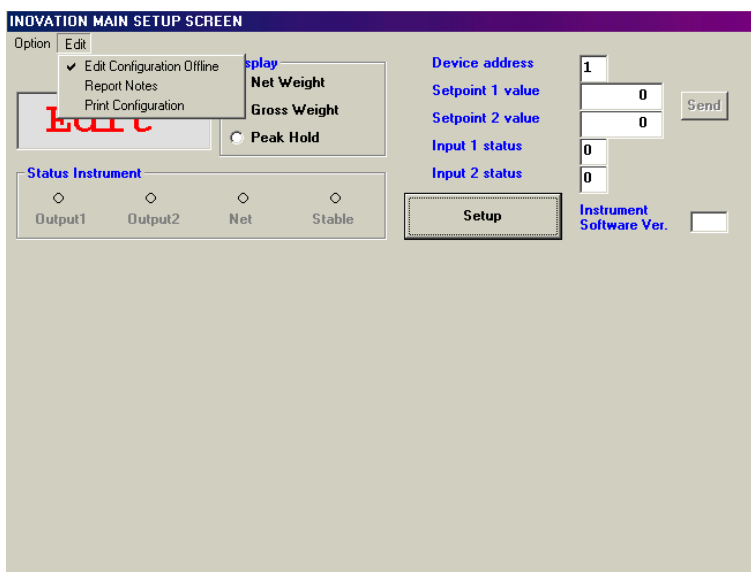 INOVATION MAIN SETUP SCREEN
Option Edit
Edit Configuration Offline
Report Notes
Print Configuration
Edit
splay
Net Weight
Gross Weight
Peak Hold
Device address 1
Setpoint 1 value 0
Setpoint 2 value 0
Send
Input 1 status 0
Input 2 status 0
Status Instrument
Output1 Output2 Net Stable
Setup
Instrument
Software Ver.